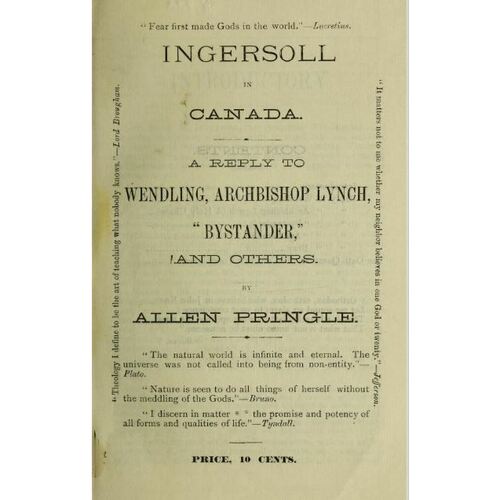 "Fear first made Gods in the world."—Lucretius.
INGERSOLL
IN
CANADA.
A REPLY TO
WENDLING, ARCHBISHOP LYNCH,
"BYSTANDER,"
AND OTHERS.
BY
ALLEN PRINGLE.
"The natural world is infinite and eternal. The
universe was not called into being from non-entity."—
Plato.
"Nature is seen to do all things of herself without
the meddling of the Gods."—Bruno.
"I discern in matter * * the promise and potency of
all forms and qualities of life."—Tyndall.
PRICE, 10 CENTS.
"Theology I define to be the art of teaching what nobody knows."—Lord Brougham.
"It matters not to me whether my neighbor believes in one God or twenty."—Jefferson.